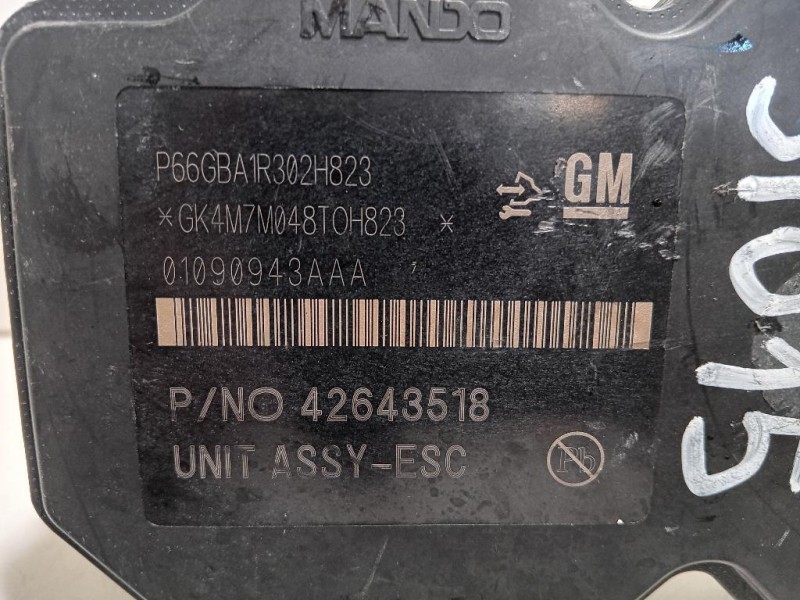 MANDO
P66GBA1R302H823
*GK4M7M048TOH823 *
GM
01090943AAA
P/NO 42643518
UNIT ASSY-ESC
Pb